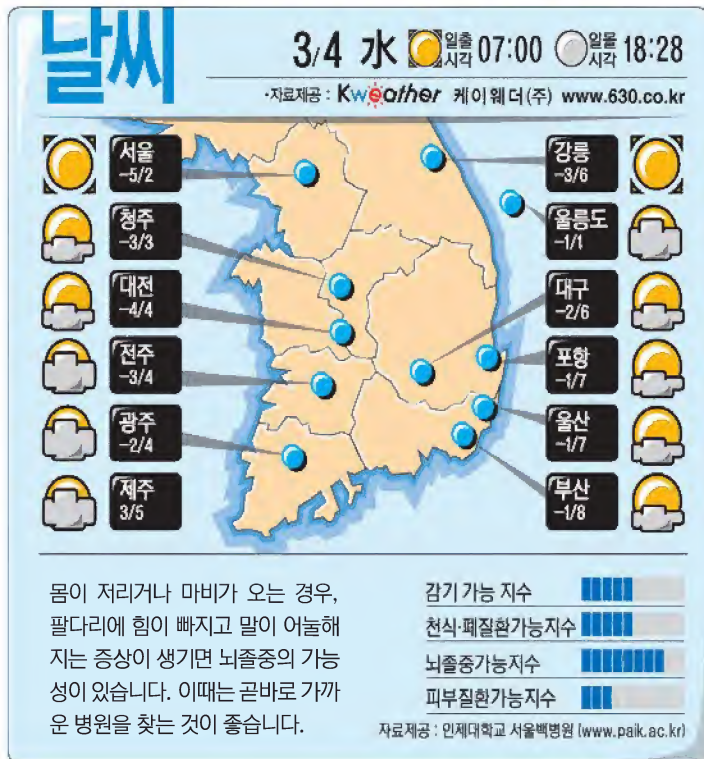 날씨
3/4 水 일출시각 07:00 일몰시각 18:28
·자료제공 : Kweather 케이웨더(주) www.630.co.kr
서울
-5/2
청주
-3/3
대전
-4/4
전주
-3/4
광주
-2/4
제주
3/5
강릉
-3/6
울릉도
-1/1
대구
-2/6
포항
-1/7
울산
-1/7
부산
-1/8
몸이 저리거나 마비가 오는 경우,
팔다리에 힘이 빠지고 말이 어눌해
지는 증상이 생기면 뇌졸중의 가능
성이 있습니다. 이때는 곧바로 가까
운 병원을 찾는 것이 좋습니다.
감기 가능 지수
천식·폐질환가능지수
뇌졸중가능지수
피부질환가능지수
자료제공 : 인제대학교 서울백병원 (www.paik.ac.kr)